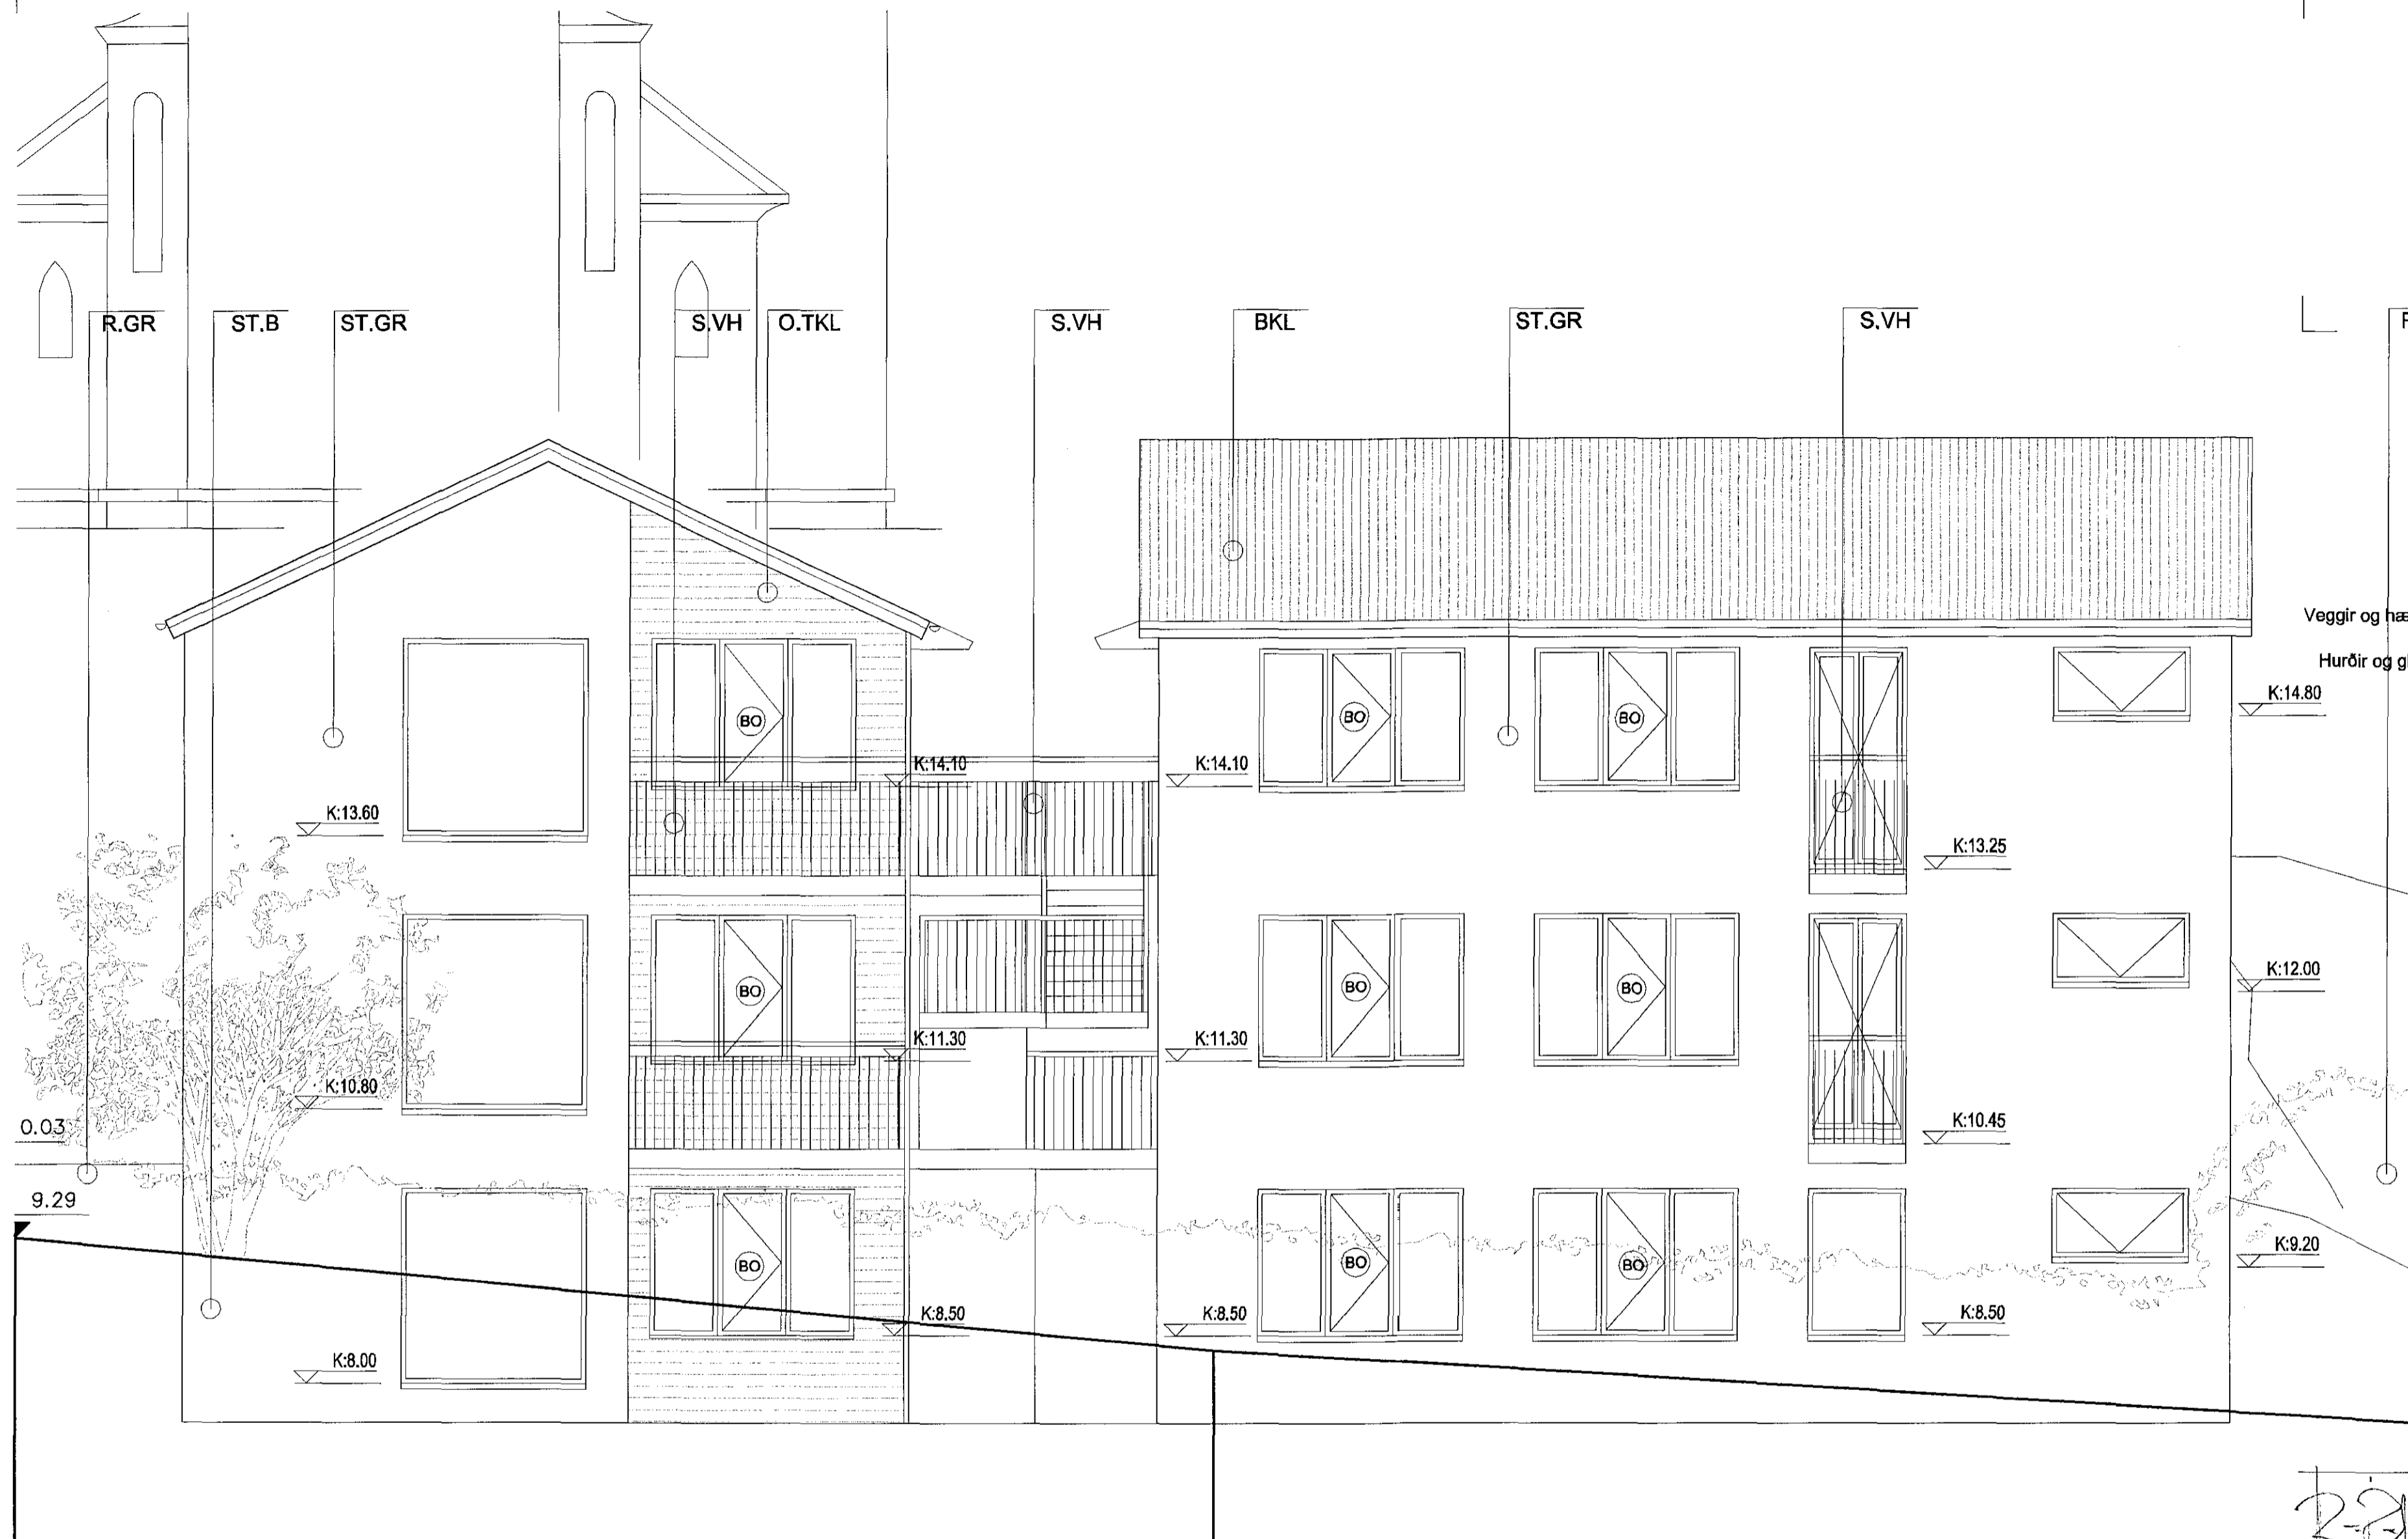 R.GR
ST.B
ST.GR
S.VH
O.TKL
S.VH
BKL
ST.GR
S.VH
Veggir og
Hurðir og
K:14.80
BO
BO
BO
K:14.10
K:14.10
K:13.60
K:13.25
K:12.00
BO
BO
BO
K:11.30
K:11.30
K:10.80
K:10.45
0.03
9.29
K:9.20
BO
BO
BO
K:8.50
K:8.50
K:8.50
K:8.00